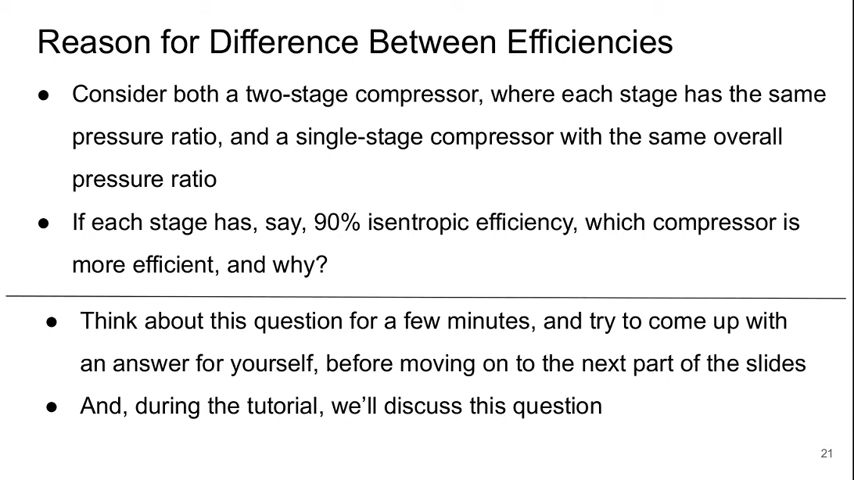 Reason for Difference Between Efficiencies
● Consider both a two-stage compressor, where each stage has the same
pressure ratio, and a single-stage compressor with the same overall
pressure ratio
● If each stage has, say, 90% isentropic efficiency, which compressor is
more efficient, and why?
● Think about this question for a few minutes, and try to come up with
an answer for yourself, before moving on to the next part of the slides
● And, during the tutorial, we’ll discuss this question
21